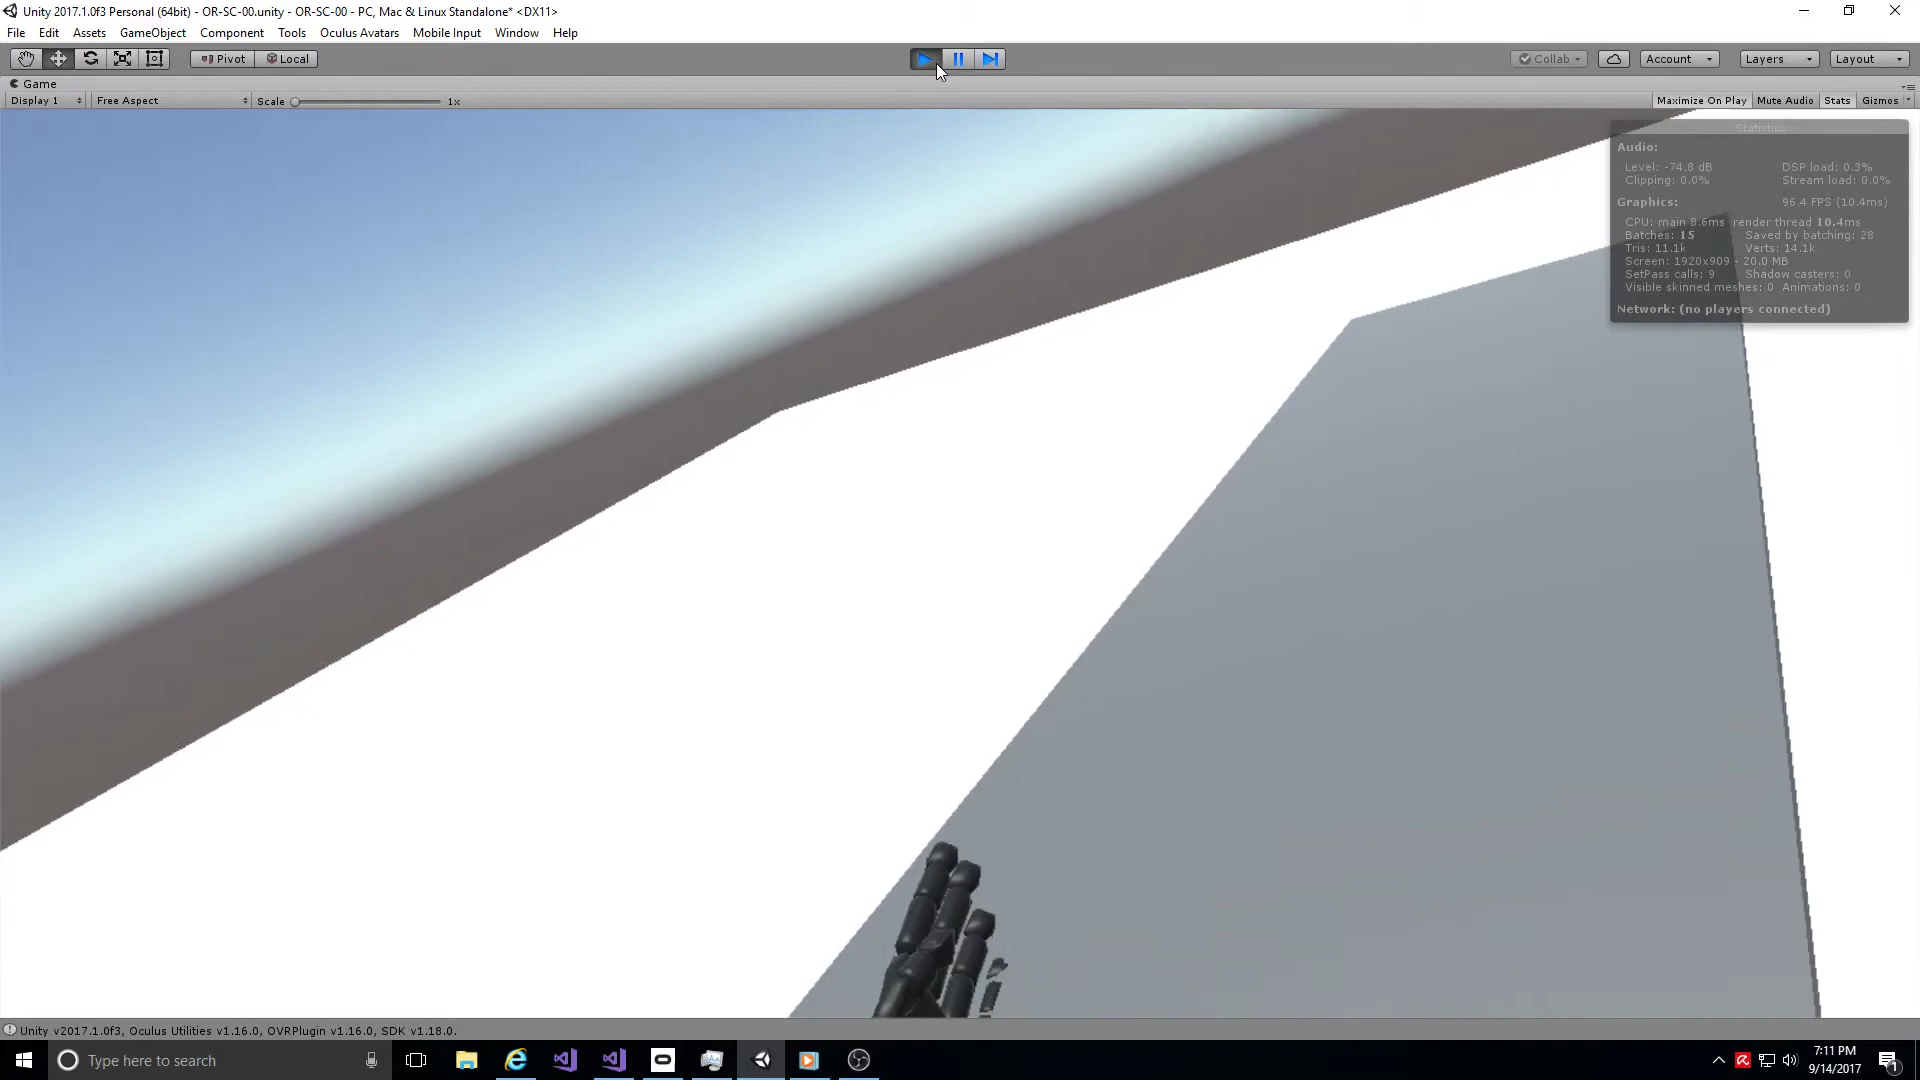 Unity 2017.1.0f3 Personal (64bit) - OR-SC-00.unity - OR-SC-00 - PC, Mac & Linux Standalone* <DX11>
File Edit Assets GameObject Component Tools Oculus Avatars Mobile Input Window Help
Pivot Local Collab Account Layers Layout
Game
Display 1 Free Aspect Scale 1x Maximize On Play Mute Audio Stats Gizmos
Statistics
Audio:
Level: -74.8 dB DSP load: 0.3%
Clipping: 0.0% Stream load: 0.0%
Graphics: 96.4 FPS (10.4ms)
CPU: main 8.6ms render thread 10.4ms
Batches: 15 Saved by batching: 28
Tris: 11.1k Verts: 14.1k
Screen: 1920x909 - 20.0 MB
SetPass calls: 9 Shadow casters: 0
Visible skinned meshes: 0 Animations: 0
Network: (no players connected)
Unity v2017.1.0f3, Oculus Utilities v1.16.0, OVRPlugin v1.16.0, SDK v1.18.0.
Type here to search
7:11 PM
9/14/2017
1